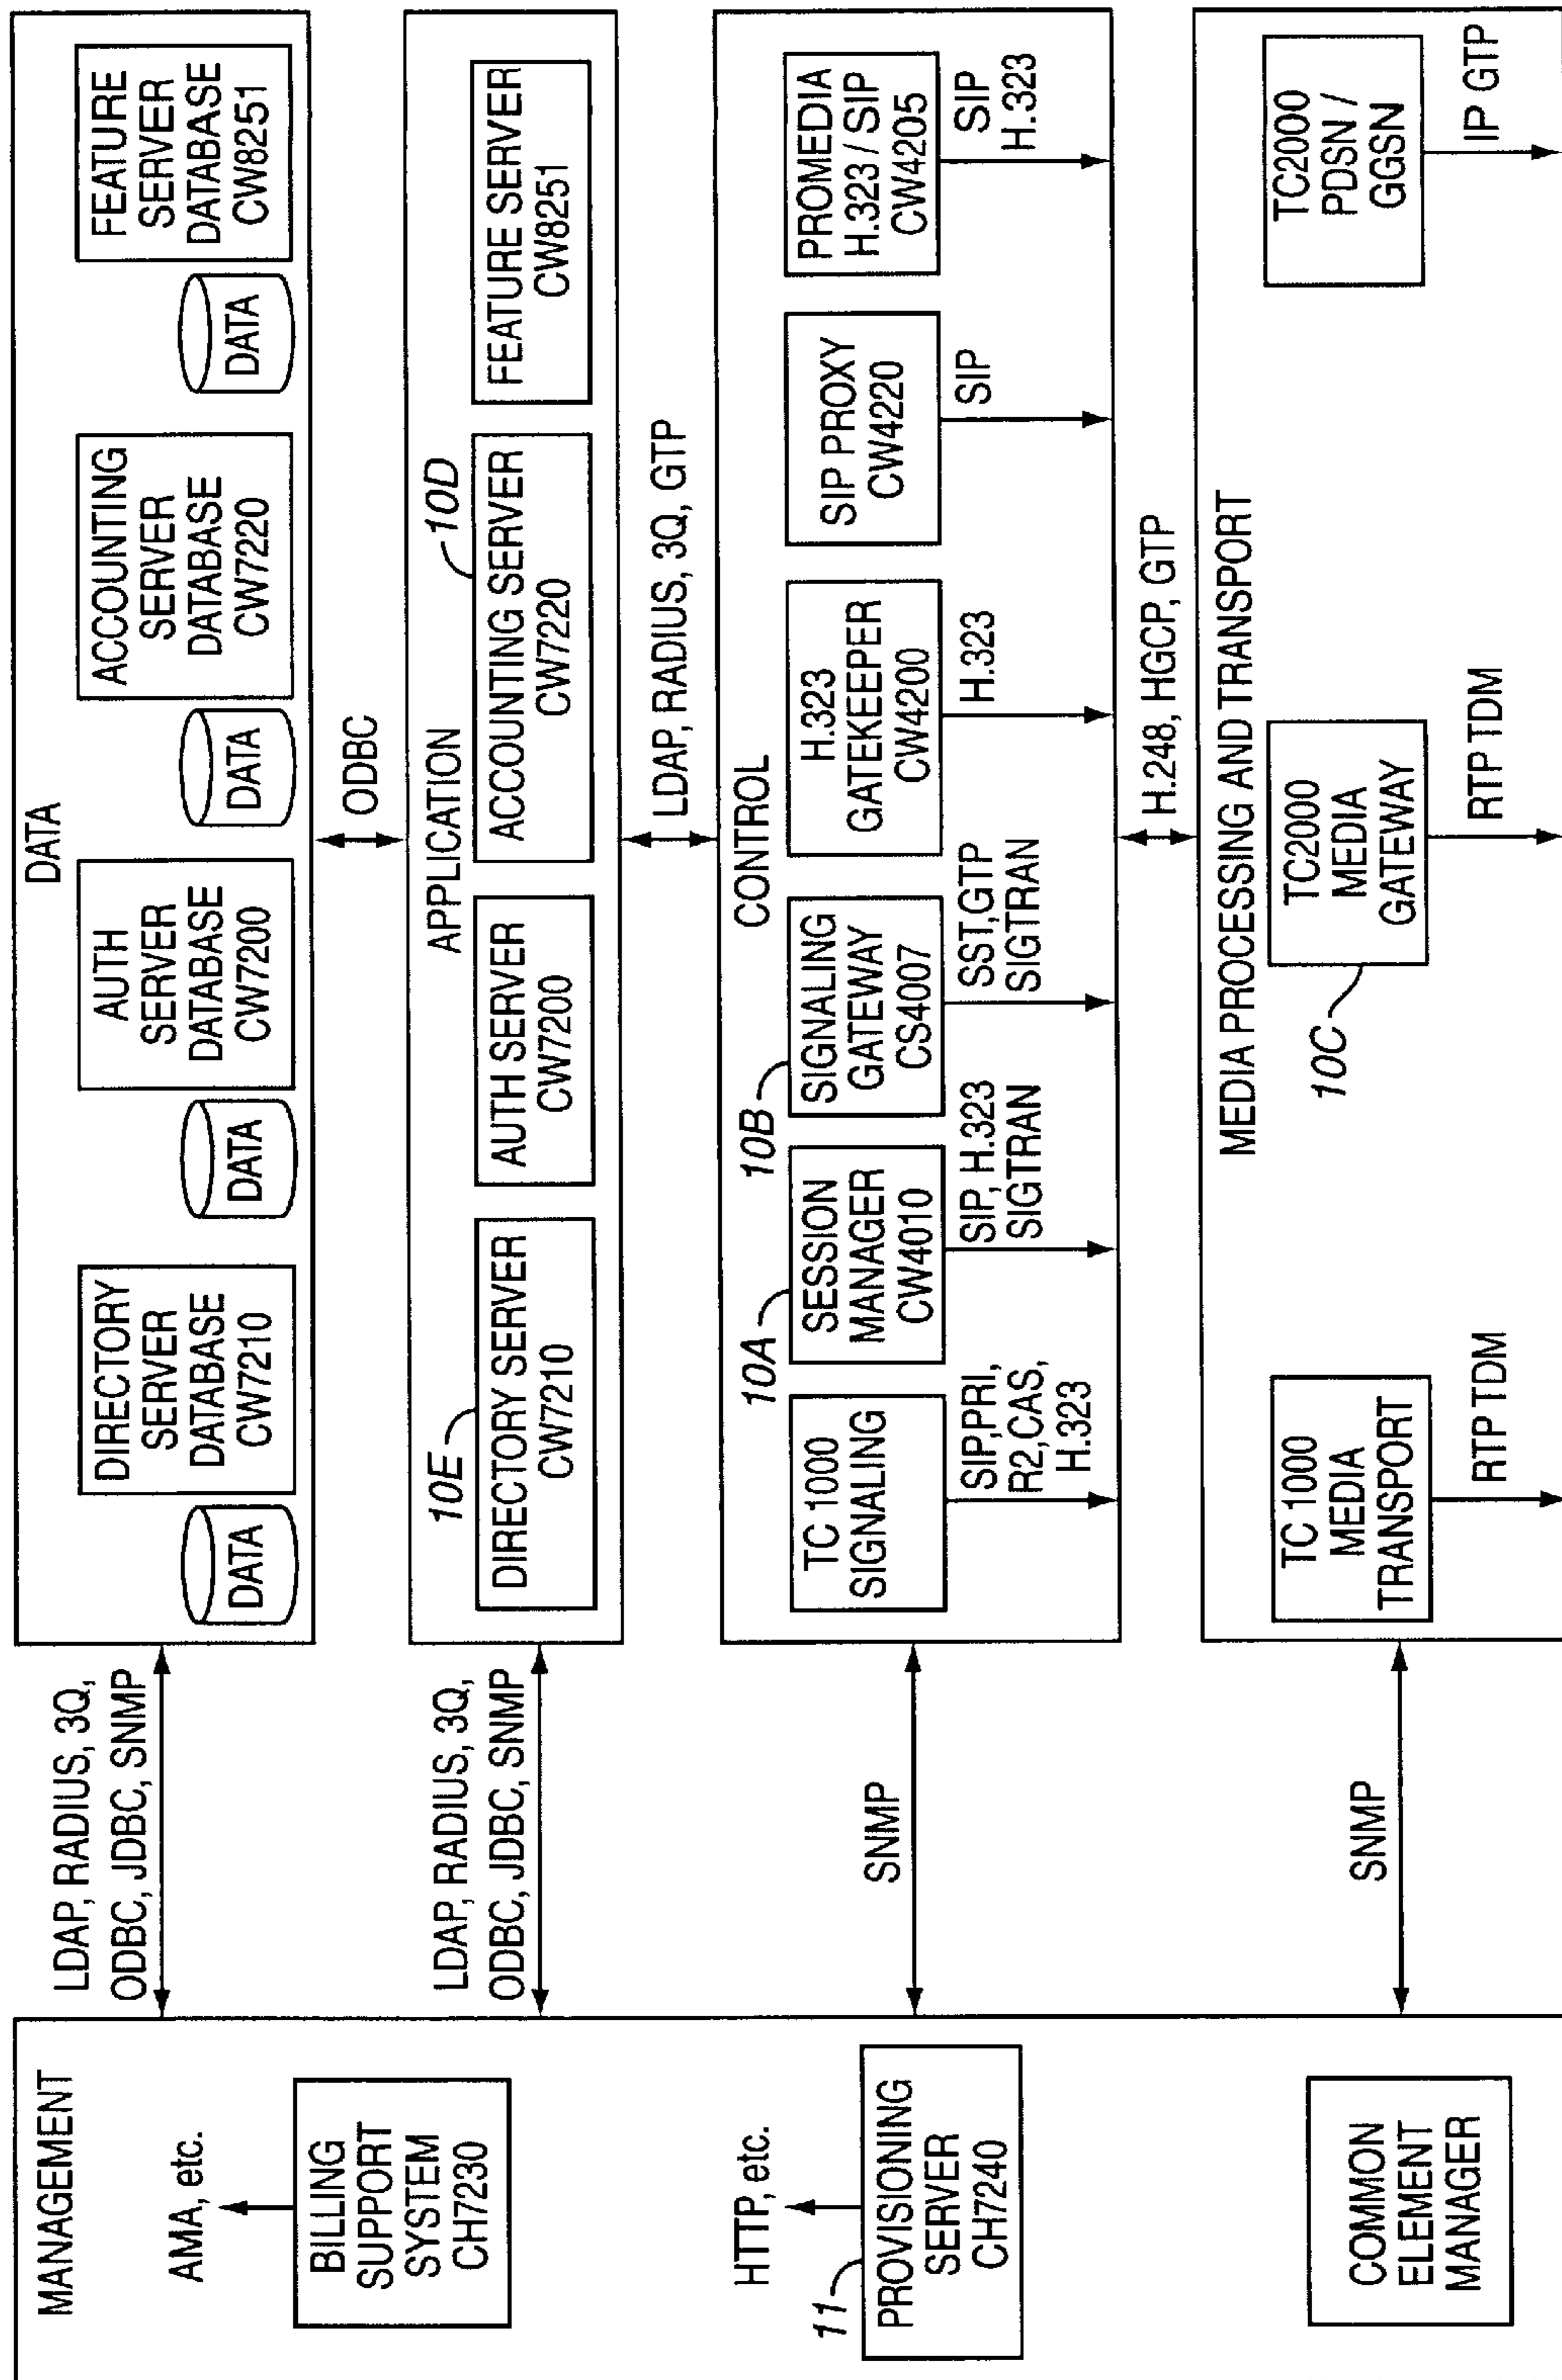 MANAGEMENT
AMA, etc.
BILLING
SUPPORT
SYSTEM
CH7230
HTTP, etc.
11
PROVISIONING
SERVER
CH7240
COMMON
ELEMENT
MANAGER
LDAP, RADIUS, 3Q,
ODBC, JDBC, SNMP
LDAP, RADIUS, 3Q,
ODBC, JDBC, SNMP
SNMP
SNMP
DATA
DATA
DIRECTORY
SERVER
DATABASE
CW7210
DATA
AUTH
SERVER
DATABASE
CW7200
DATA
ACCOUNTING
SERVER
DATABASE
CW7220
DATA
FEATURE
SERVER
DATABASE
CW8251
ODBC
APPLICATION
10E
DIRECTORY SERVER
CW7210
AUTH SERVER
CW7200
10D
ACCOUNTING SERVER
CW7220
FEATURE SERVER
CW8251
LDAP, RADIUS, 3Q, GTP
CONTROL
TC 1000
SIGNALING
SIP,PRI,
R2,CAS,
H.323
10A
SESSION
MANAGER
CW4010
SIP, H.323
SIGTRAN
10B
SIGNALING
GATEWAY
CS4007
SST,GTP
SIGTRAN
H.323
GATEKEEPER
CW4200
H.323
SIP PROXY
CW4220
SIP
PROMEDIA
H.323 / SIP
CW4205
SIP
H.323
H.248, HGCP, GTP
MEDIA PROCESSING AND TRANSPORT
TC 1000
MEDIA
TRANSPORT
RTP TDM
10C
TC2000
MEDIA
GATEWAY
RTP TDM
TC2000
PDSN /
GGSN
IP GTP